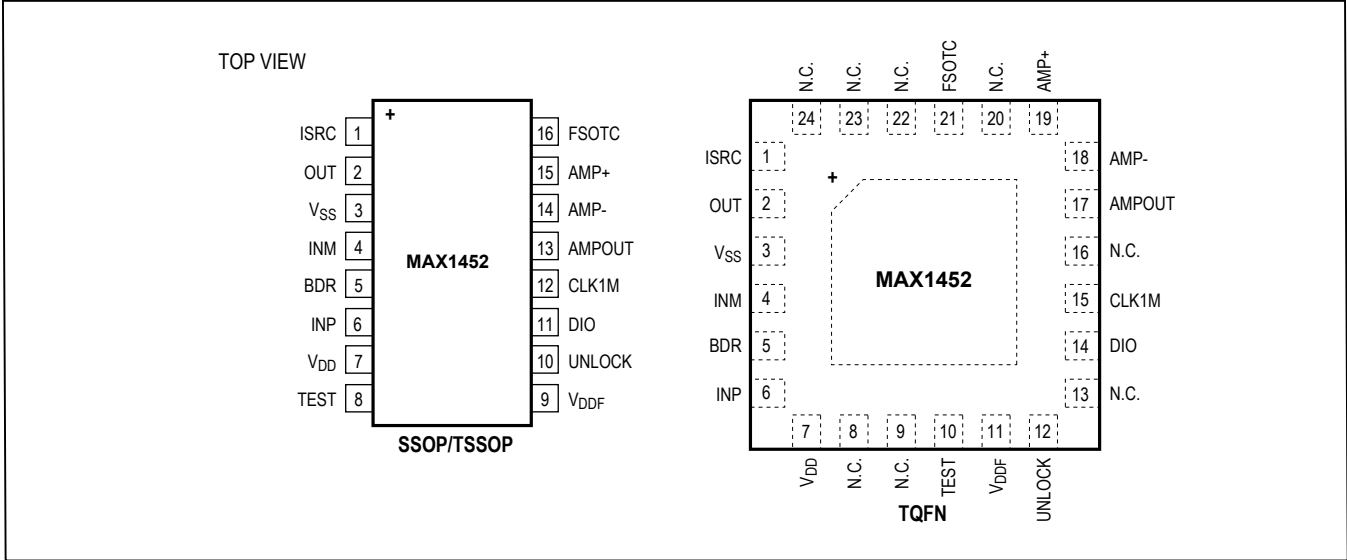 TOP VIEW
+
ISRC 1
OUT 2
VSS 3
INM 4
BDR 5
INP 6
VDD 7
TEST 8
MAX1452
16 FSOTC
15 AMP+
14 AMP-
13 AMPOUT
12 CLK1M
11 DIO
10 UNLOCK
9 VDDF
SSOP/TSSOP
N.C. N.C. N.C. FSOTC N.C. AMP+
24 23 22 21 20 19
ISRC 1
OUT 2
VSS 3
INM 4
BDR 5
INP 6
+
MAX1452
18 AMP-
17 AMPOUT
16 N.C.
15 CLK1M
14 DIO
13 N.C.
7 8 9 10 11 12
VDD N.C. N.C. TEST VDDF UNLOCK
TQFN